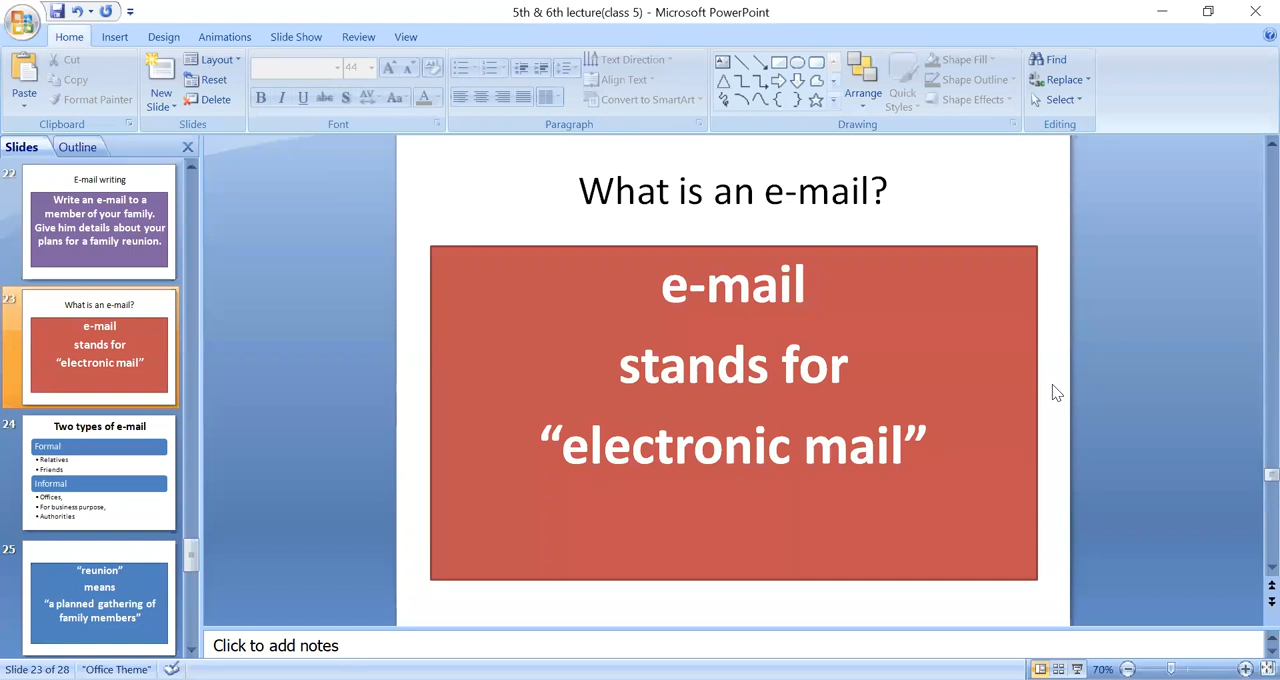 5th & 6th lecture(class 5) - Microsoft PowerPoint
Home Insert Design Animations Slide Show Review View
Cut
Copy
Format Painter
Paste
Clipboard
New
Slide
Layout
Reset
Delete
Slides
44
B I U abc S AV Aa A
Font
Paragraph
Text Direction
Align Text
Convert to SmartArt
Arrange
Quick
Styles
Shape Fill
Shape Outline
Shape Effects
Drawing
Find
Replace
Select
Editing
Slides Outline
22
E-mail writing
Write an e-mail to a
member of your family.
Give him details about your
plans for a family reunion.
23
What is an e-mail?
e-mail
stands for
“electronic mail”
24
Two types of e-mail
Formal
• Relatives
• Friends
Informal
• Offices,
• For business purpose,
• Authorities
25
“reunion”
means
“a planned gathering of
family members”
What is an e-mail?
e-mail
stands for
“electronic mail”
Click to add notes
Slide 23 of 28 "Office Theme" 70%